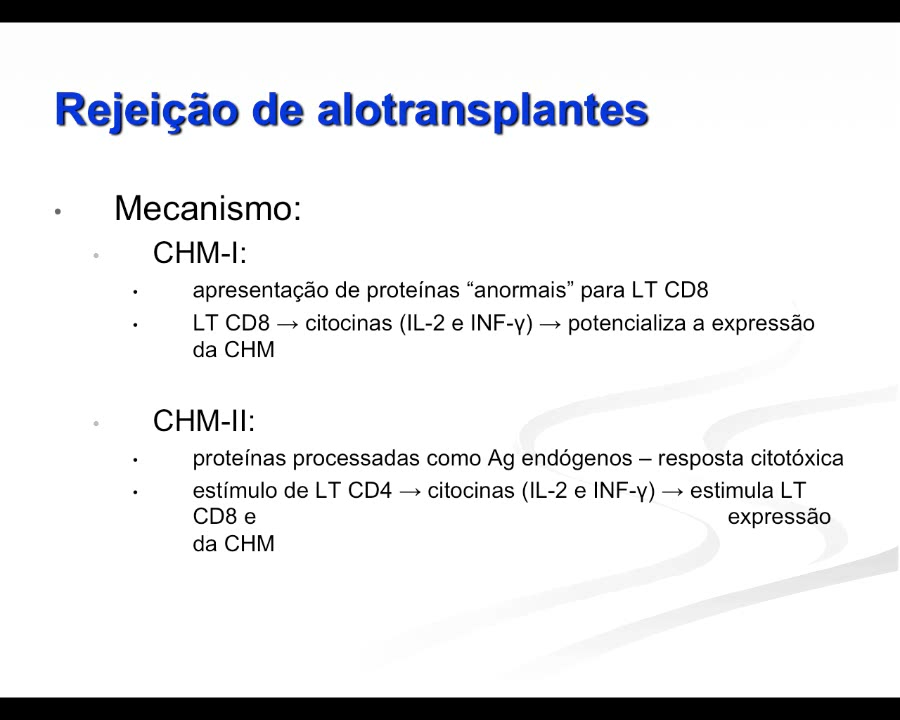 Rejeição de alotransplantes
• Mecanismo:
• CHM-I:
• apresentação de proteínas “anormais” para LT CD8
• LT CD8 → citocinas (IL-2 e INF-γ) → potencializa a expressão
da CHM
• CHM-II:
• proteínas processadas como Ag endógenos – resposta citotóxica
• estímulo de LT CD4 → citocinas (IL-2 e INF-γ) → estimula LT
CD8 e expressão
da CHM